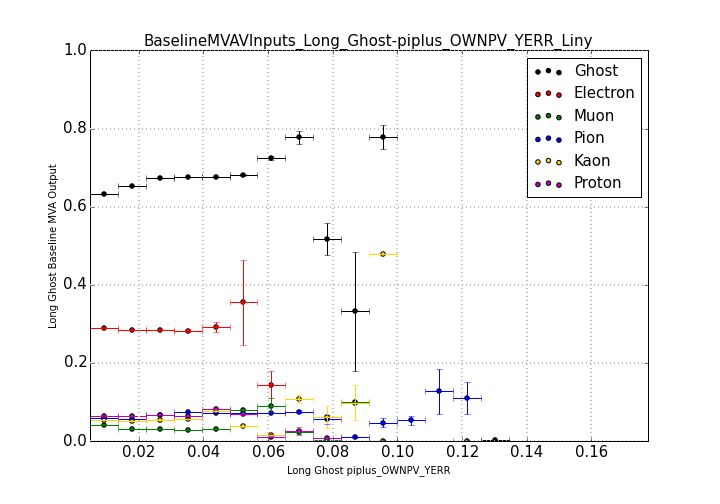 BaselineMVAVInputs_Long_Ghost-piplus_OWNPV_YERR_Liny
1.0
0.8
0.6
0.4
0.2
0.0
Long Ghost Baseline MVA Output
Ghost
Electron
Muon
Pion
Kaon
Proton
0.02 0.04 0.06 0.08 0.10 0.12 0.14 0.16
Long Ghost piplus_OWNPV_YERR